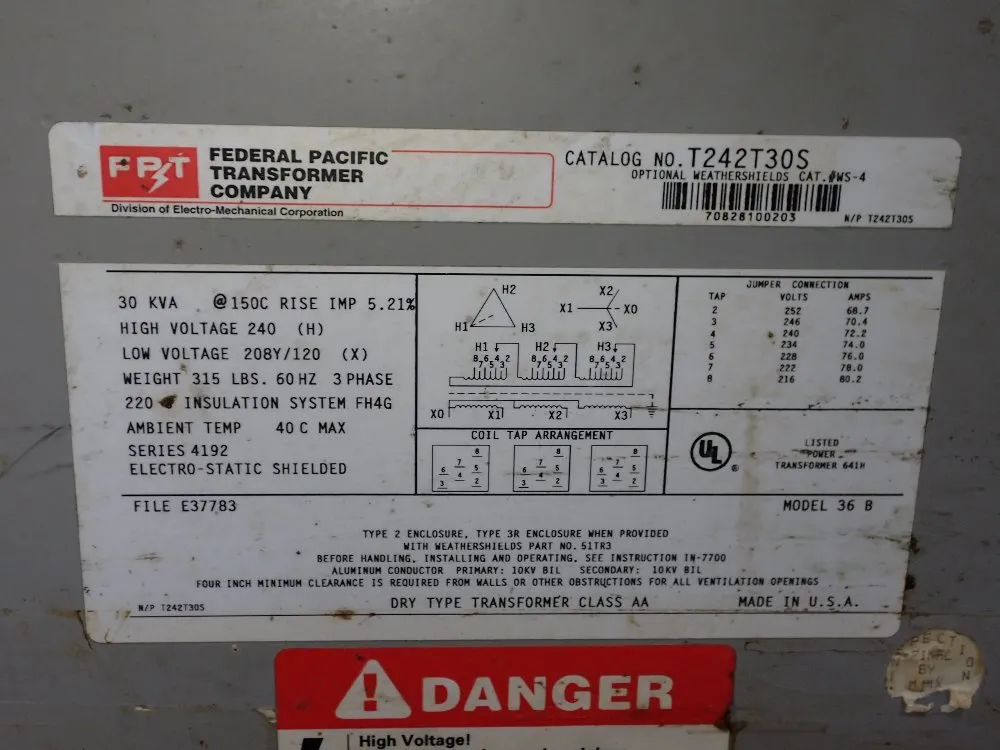 FPT
FEDERAL PACIFIC
TRANSFORMER
COMPANY
Division of Electro-Mechanical Corporation
CATALOG NO. T242T30S
OPTIONAL WEATHERSHIELDS CAT.#WS-4
70828100203
N/P T242T30S
30 KVA @150C RISE IMP 5.21%
HIGH VOLTAGE 240 (H)
LOW VOLTAGE 208Y/120 (X)
WEIGHT 315 LBS. 60 HZ 3 PHASE
220 INSULATION SYSTEM FH4G
AMBIENT TEMP 40 C MAX
SERIES 4192
ELECTRO-STATIC SHIELDED
H2
H1 H3
X2
X1 X0
X3
H1 H2 H3
8 6 4 2 8 6 4 2 8 6 4 2
7 5 3 7 5 3 7 5 3
X0 X1 X2 X3
COIL TAP ARRANGEMENT
8 8 8
7 7 7
6 5 6 5 6 5
4 4 4
3 2 3 2 3 2
JUMPER CONNECTION
TAP VOLTS AMPS
2 252 68.7
3 246 70.4
4 240 72.2
5 234 74.0
6 228 76.0
7 222 78.0
8 216 80.2
UL ®
LISTED
POWER
TRANSFORMER 641H
FILE E37783 MODEL 36 B
TYPE 2 ENCLOSURE, TYPE 3R ENCLOSURE WHEN PROVIDED
WITH WEATHERSHIELDS PART NO. 51TR3
BEFORE HANDLING, INSTALLING AND OPERATING, SEE INSTRUCTION IN-7700
ALUMINUM CONDUCTOR PRIMARY: 10KV BIL SECONDARY: 10KV BIL
FOUR INCH MINIMUM CLEARANCE IS REQUIRED FROM WALLS OR OTHER OBSTRUCTIONS FOR ALL VENTILATION OPENINGS
N/P T242T30S DRY TYPE TRANSFORMER CLASS AA MADE IN U.S.A.
FINAL
BY
DANGER
High Voltage!